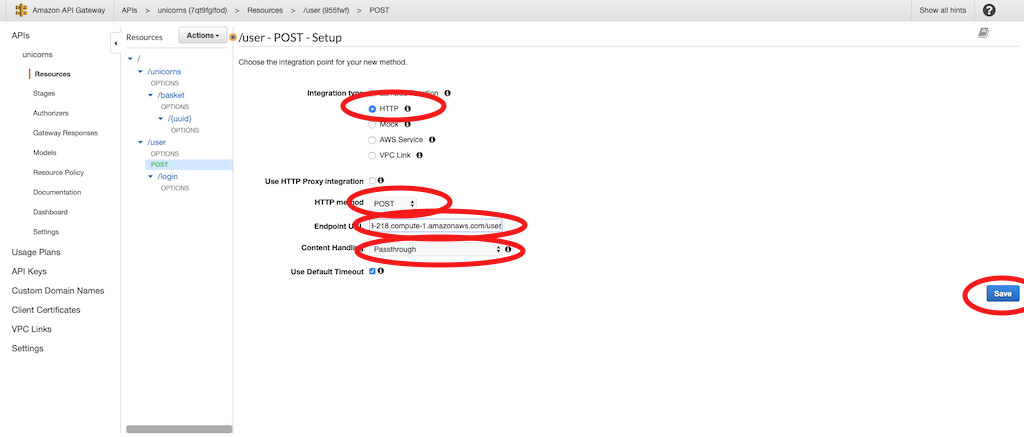 Amazon API Gateway APIs > unicorns (7qt9fglfod) > Resources > /user (955fwf) > POST Show all hints ?
APIs
unicorns
Resources
Stages
Authorizers
Gateway Responses
Models
Resource Policy
Documentation
Dashboard
Settings
Usage Plans
API Keys
Custom Domain Names
Client Certificates
VPC Links
Settings
Resources Actions
/
/unicorns
OPTIONS
/basket
OPTIONS
/{uuid}
OPTIONS
/user
OPTIONS
POST
/login
OPTIONS
/user - POST - Setup
Choose the integration point for your new method.
Integration type
HTTP
Mock
AWS Service
VPC Link
Use HTTP Proxy integration
HTTP method POST
Endpoint URL 3-218.compute-1.amazonaws.com/user
Content Handling Passthrough
Use Default Timeout
Save